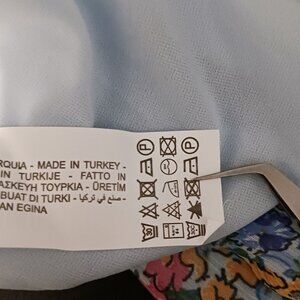 RQUIA - MADE IN TURKEY -
IN TURKIJE - FATTO IN
ΑΣΚΕΥΗ ΤΟΥΡΚΙΑ - ÜRETİM
BUAT DI TURKI - صنع في تركيا -
AN EGINA
P
P